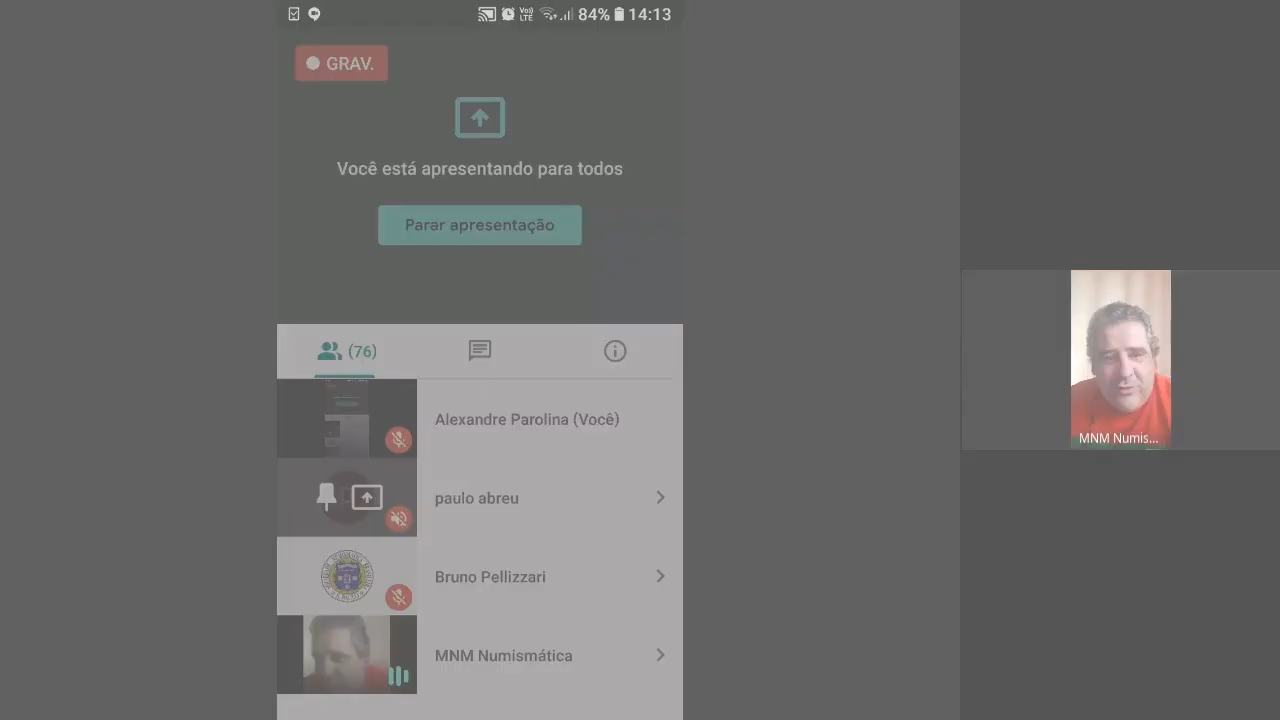 84% 14:13
GRAV.
Você está apresentando para todos
Parar apresentação
(76)
Alexandre Parolina (Você)
paulo abreu
Bruno Pellizzari
MNM Numismática
MNM Numis...